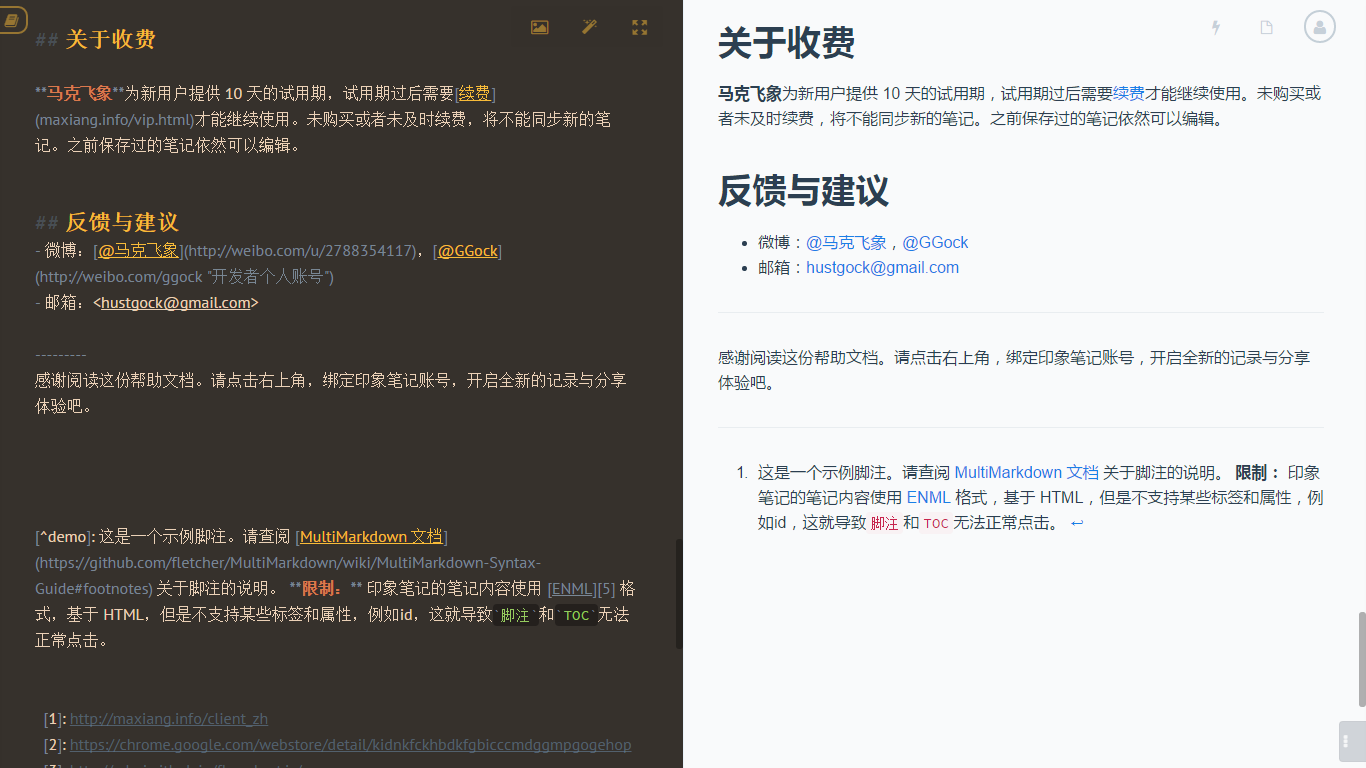 ## 关于收费
**马克飞象**为新用户提供 10 天的试用期，试用期过后需要[续费]
(maxiang.info/vip.html)才能继续使用。未购买或者未及时续费，将不能同步新的笔
记。之前保存过的笔记依然可以编辑。
## 反馈与建议
- 微博：[@马克飞象](http://weibo.com/u/2788354117)，[@GGock]
(http://weibo.com/ggock "开发者个人账号")
- 邮箱：<hustgock@gmail.com>
---------
感谢阅读这份帮助文档。请点击右上角，绑定印象笔记账号，开启全新的记录与分享
体验吧。
[^demo]: 这是一个示例脚注。请查阅 [MultiMarkdown 文档]
(https://github.com/fletcher/MultiMarkdown/wiki/MultiMarkdown-Syntax-
Guide#footnotes) 关于脚注的说明。 **限制：** 印象笔记的笔记内容使用 [ENML][5] 格
式，基于 HTML，但是不支持某些标签和属性，例如id，这就导致`脚注`和`TOC`无法
正常点击。
[1]: http://maxiang.info/client_zh
[2]: https://chrome.google.com/webstore/detail/kidnkfckhbdkfgbicccmdggmpgogehop
关于收费
马克飞象为新用户提供 10 天的试用期，试用期过后需要续费才能继续使用。未购买或
者未及时续费，将不能同步新的笔记。之前保存过的笔记依然可以编辑。
反馈与建议
• 微博：@马克飞象，@GGock
• 邮箱：hustgock@gmail.com
感谢阅读这份帮助文档。请点击右上角，绑定印象笔记账号，开启全新的记录与分享
体验吧。
1. 这是一个示例脚注。请查阅 MultiMarkdown 文档 关于脚注的说明。 限制： 印象
笔记的笔记内容使用 ENML 格式，基于 HTML，但是不支持某些标签和属性，例
如id，这就导致 脚注 和 TOC 无法正常点击。 ↩